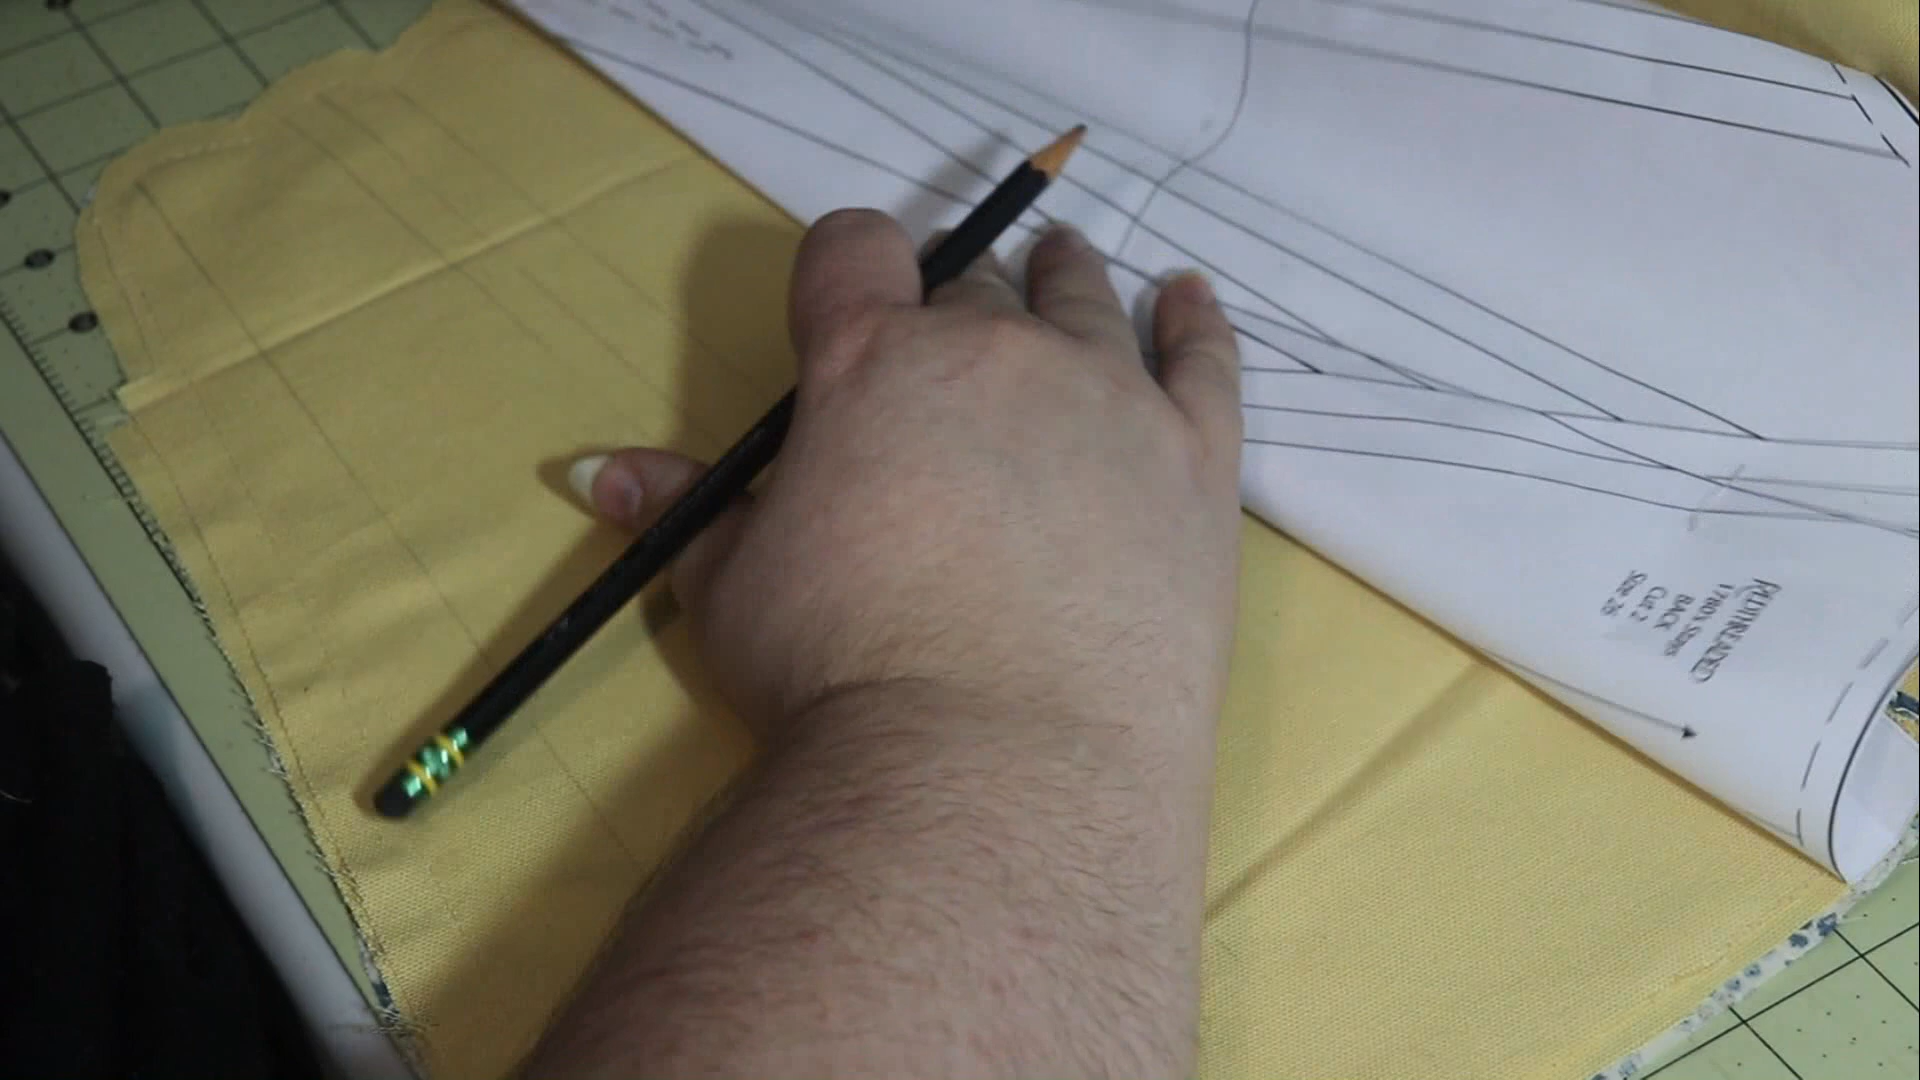 REDTHREADED
1780s Stays
BACK
Cut 2
Size 26